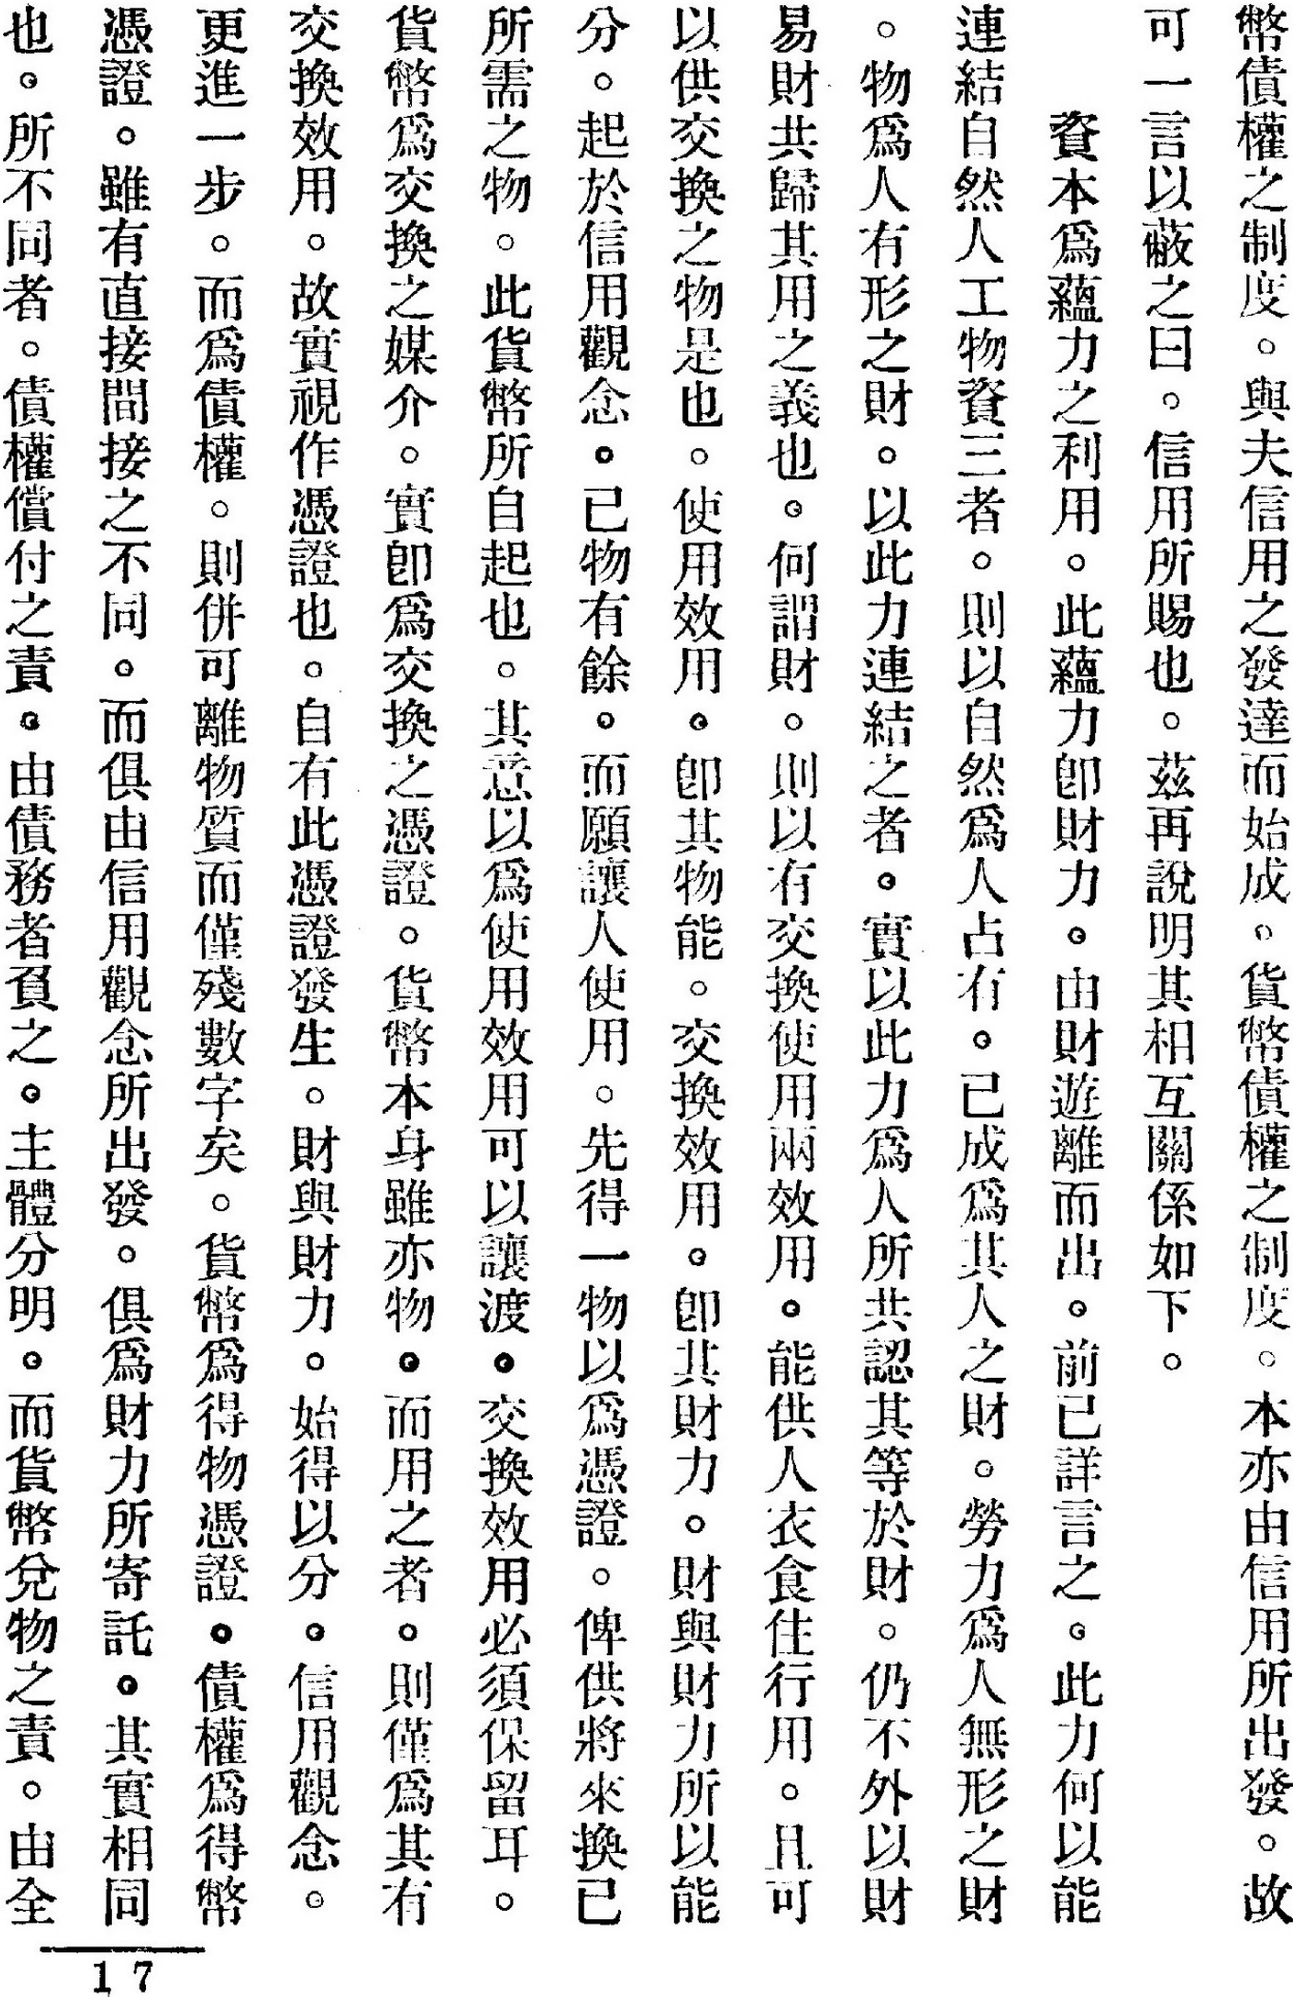 幣債權之制度。與夫信用之發達而始成。貨幣債權之制度。本亦由信用所出發。故
可一言以蔽之曰。信用所賜也。茲再說明其相互關係如下。
資本爲蘊力之利用。此蘊力卽財力。由財遊離而出。前已詳言之。此力何以能
連結自然人工物資三者。則以自然爲人占有。已成爲其人之財。勞力爲人無形之財
。物爲人有形之財。以此力連結之者。實以此力爲人所共認其等於財。仍不外以財
易財共歸其用之義也。何謂財。則以有交換使用兩效用。能供人衣食住行用。且可
以供交換之物是也。使用效用。卽其物能。交換效用。卽其財力。財與財力所以能
分。起於信用觀念。已物有餘。而願讓人使用。先得一物以爲憑證。俾供將來換已
所需之物。此貨幣所自起也。其意以爲使用效用可以讓渡。交換效用必須保留耳。
貨幣爲交換之媒介。實卽爲交換之憑證。貨幣本身雖亦物。而用之者。則僅爲其有
交換效用。故實視作憑證也。自有此憑證發生。財與財力。始得以分。信用觀念。
更進一步。而爲債權。則併可離物質而僅殘數字矣。貨幣爲得物憑證。債權爲得幣
憑證。雖有直接間接之不同。而俱由信用觀念所出發。俱爲財力所寄託。其實相同
也。所不同者。債權償付之責。由債務者負之。主體分明。而貨幣兌物之責。由全
17